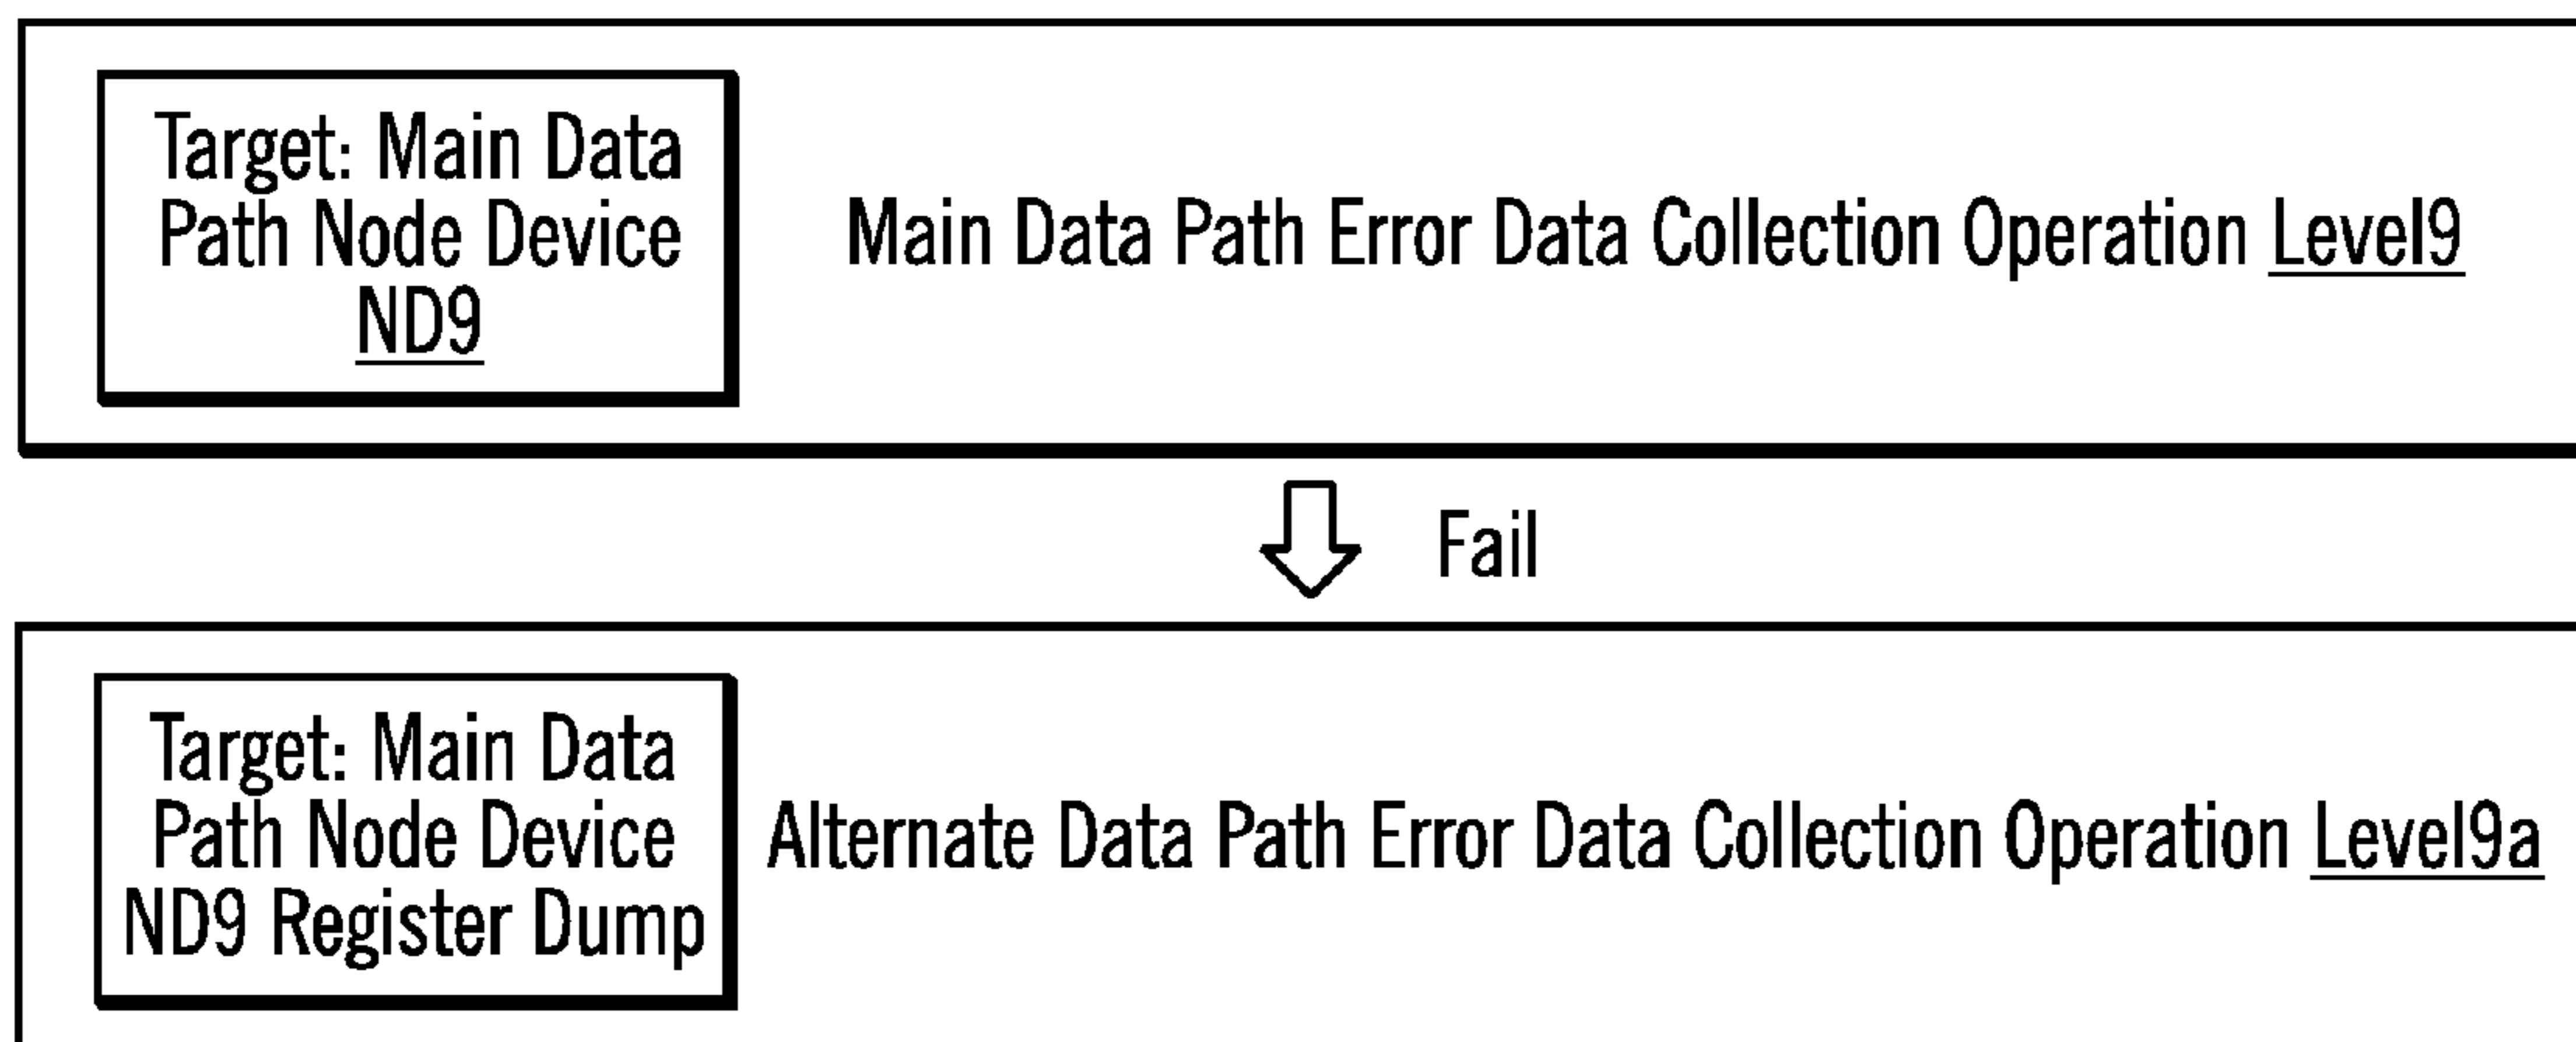 Target: Main Data
Path Node Device
ND9
Main Data Path Error Data Collection Operation Level9
Fail
Target: Main Data
Path Node Device
ND9 Register Dump
Alternate Data Path Error Data Collection Operation Level9a